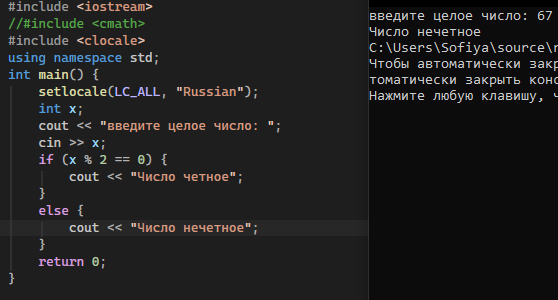 #include <iostream>
//#include <cmath>
#include <clocale>
using namespace std;
int main() {
setlocale(LC_ALL, "Russian");
int x;
cout << "введите целое число: ";
cin >> x;
if (x % 2 == 0) {
cout << "Число четное";
}
else {
cout << "Число нечетное";
}
return 0;
}
введите целое число: 67
Число нечетное
C:\Users\Sofiya\source\r
Чтобы автоматически закр
томатически закрыть конс
Нажмите любую клавишу, ч